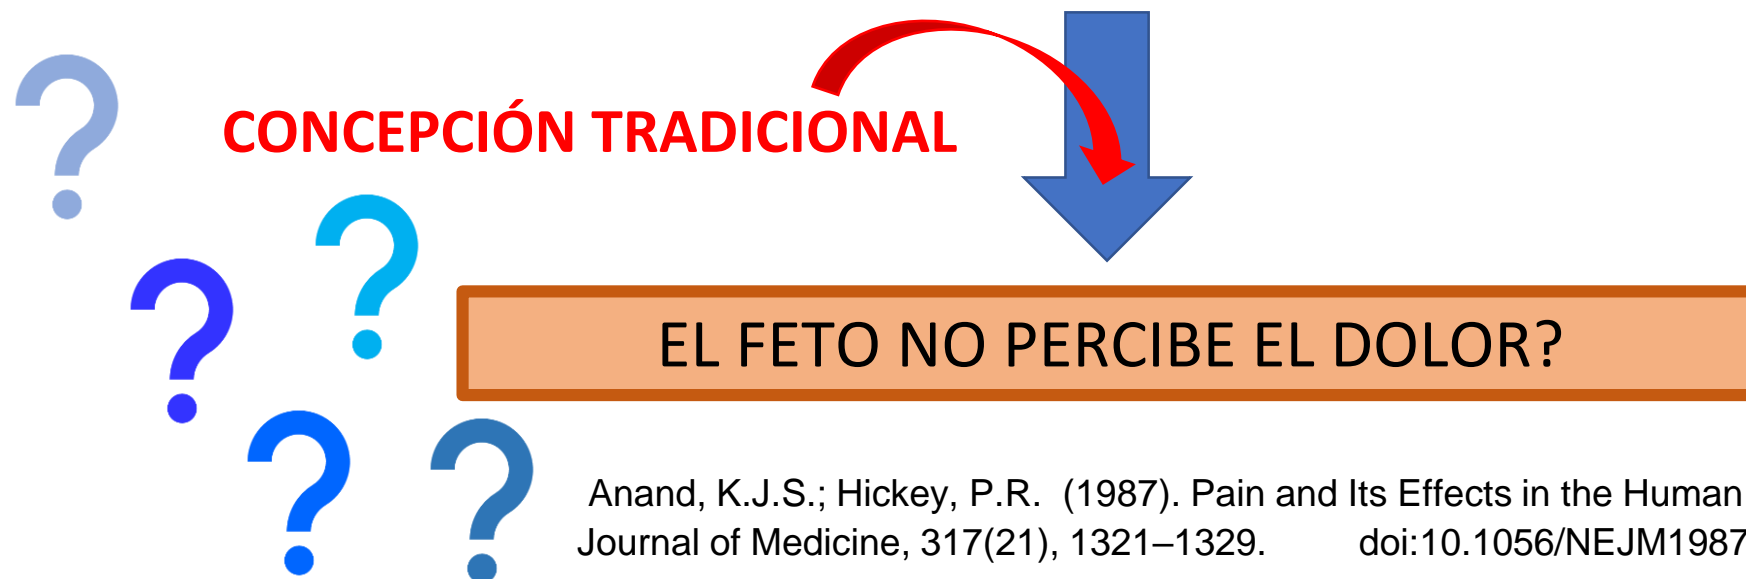 CONCEPCIÓN TRADICIONAL
EL FETO NO PERCIBE EL DOLOR?
Anand, K.J.S.; Hickey, P.R. (1987). Pain and Its Effects in the Human
Journal of Medicine, 317(21), 1321–1329. doi:10.1056/NEJM1987